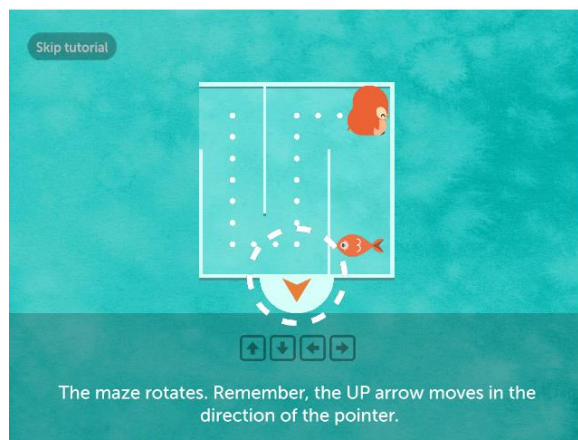 Skip tutorial
The maze rotates. Remember, the UP arrow moves in the
direction of the pointer.